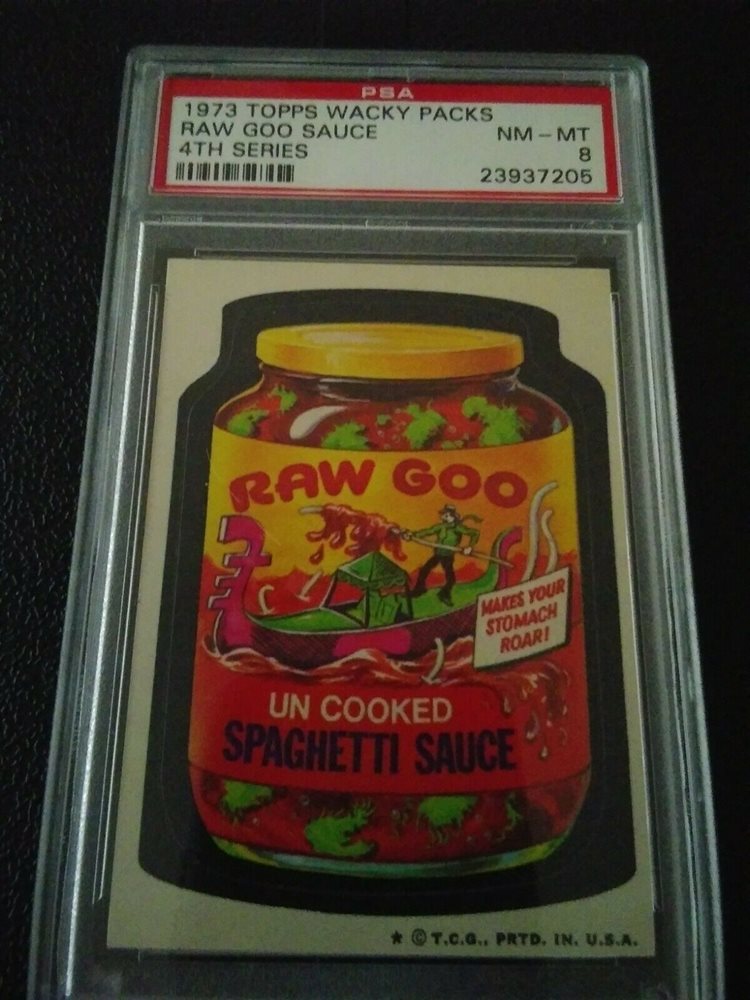 PSA
1973 TOPPS WACKY PACKS
RAW GOO SAUCE NM-MT
4TH SERIES 8
23937205
RAW GOO
MAKES YOUR
STOMACH
ROAR!
UN COOKED
SPAGHETTI SAUCE
* © T.C.G., PRTD. IN. U.S.A.